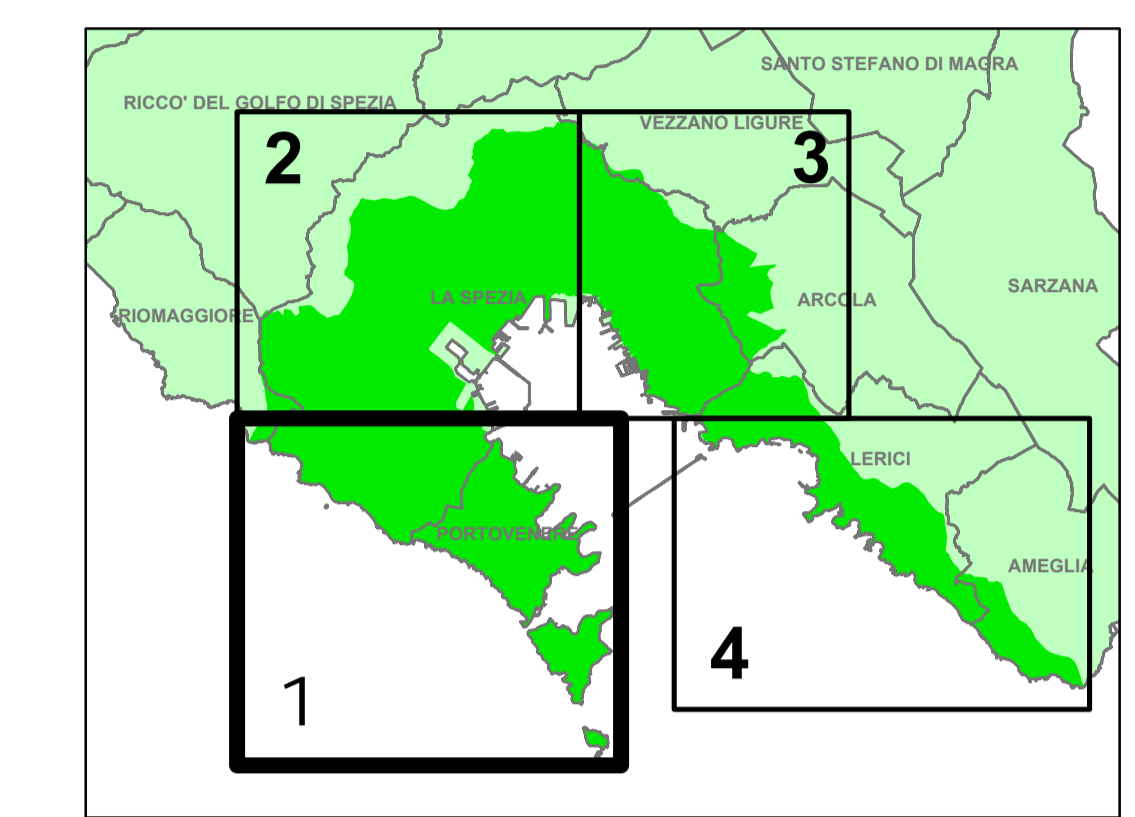 SANTO STEFANO DI MAGRA
RICCO' DEL GOLFO DI SPEZIA
VEZZANO LIGURE
2
3
SARZANA
LA SPEZIA
ARCOLA
RIOMAGGIORE
LERICI
PORTOVENERE
AMEGLIA
4
1